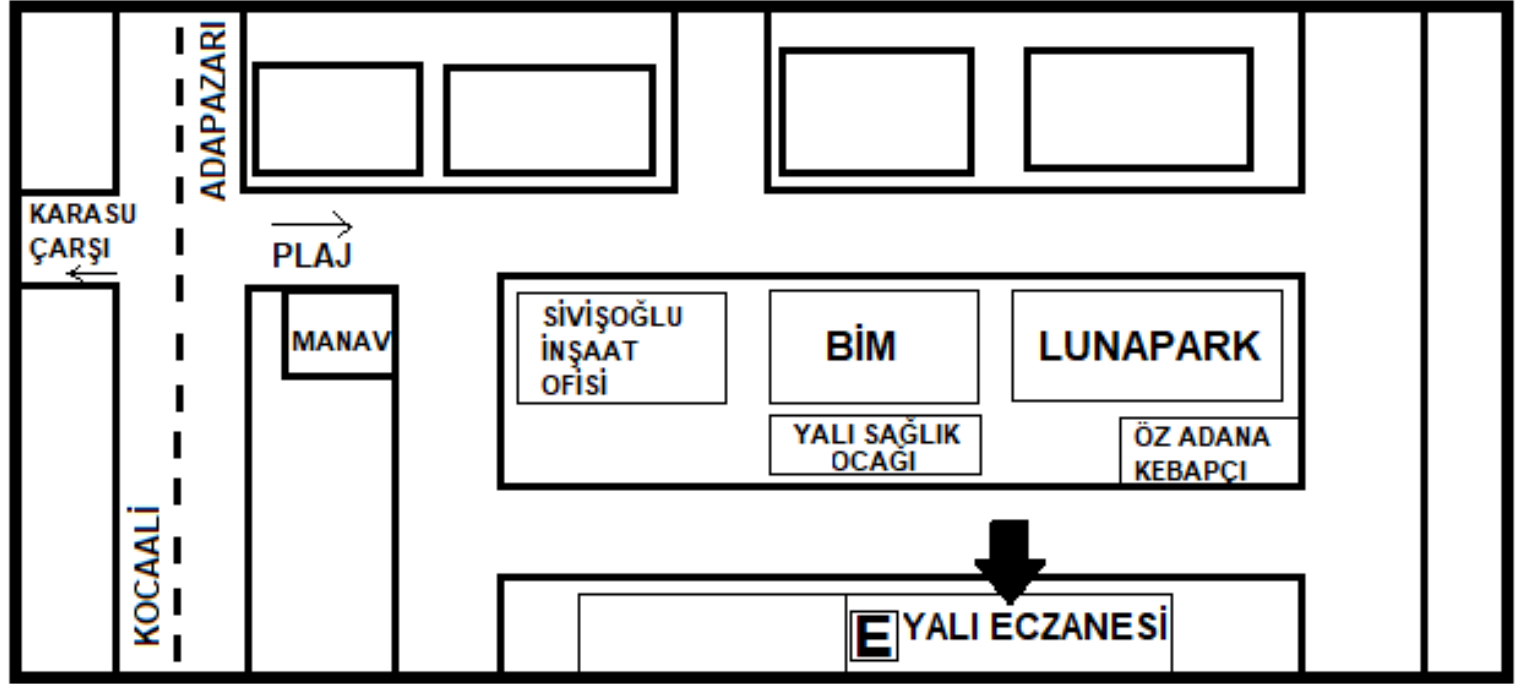 ADAPAZARI
KARASU
ÇARŞI
PLAJ
MANAV
SİVİŞOĞLU
İNŞAAT
OFİSİ
BİM
LUNAPARK
YALI SAĞLIK
OCAĞI
ÖZ ADANA
KEBAPÇI
KOCAALİ
E YALI ECZANESİ